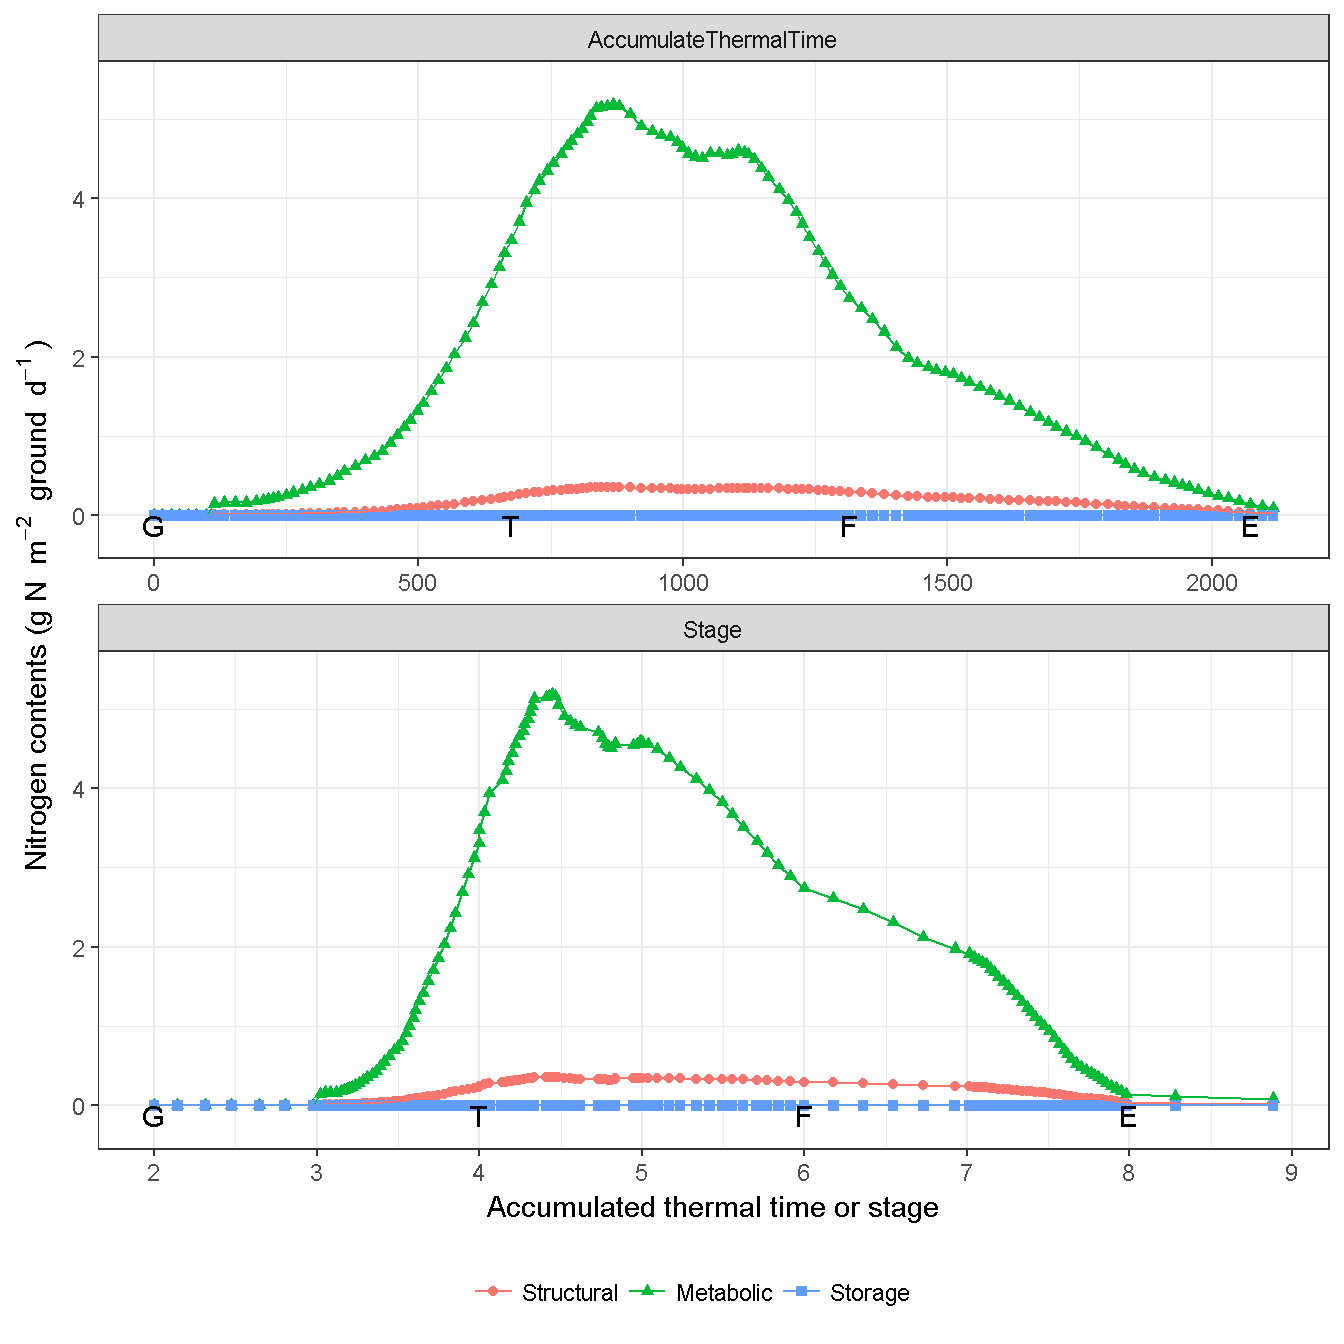 AccumulateThermalTime
4
2
0
G T F E
0 500 1000 1500 2000
Stage
4
2
0
G T F E
2 3 4 5 6 7 8 9
Nitrogen contents (g N m⁻² ground d⁻¹ )
Accumulated thermal time or stage
Structural Metabolic Storage